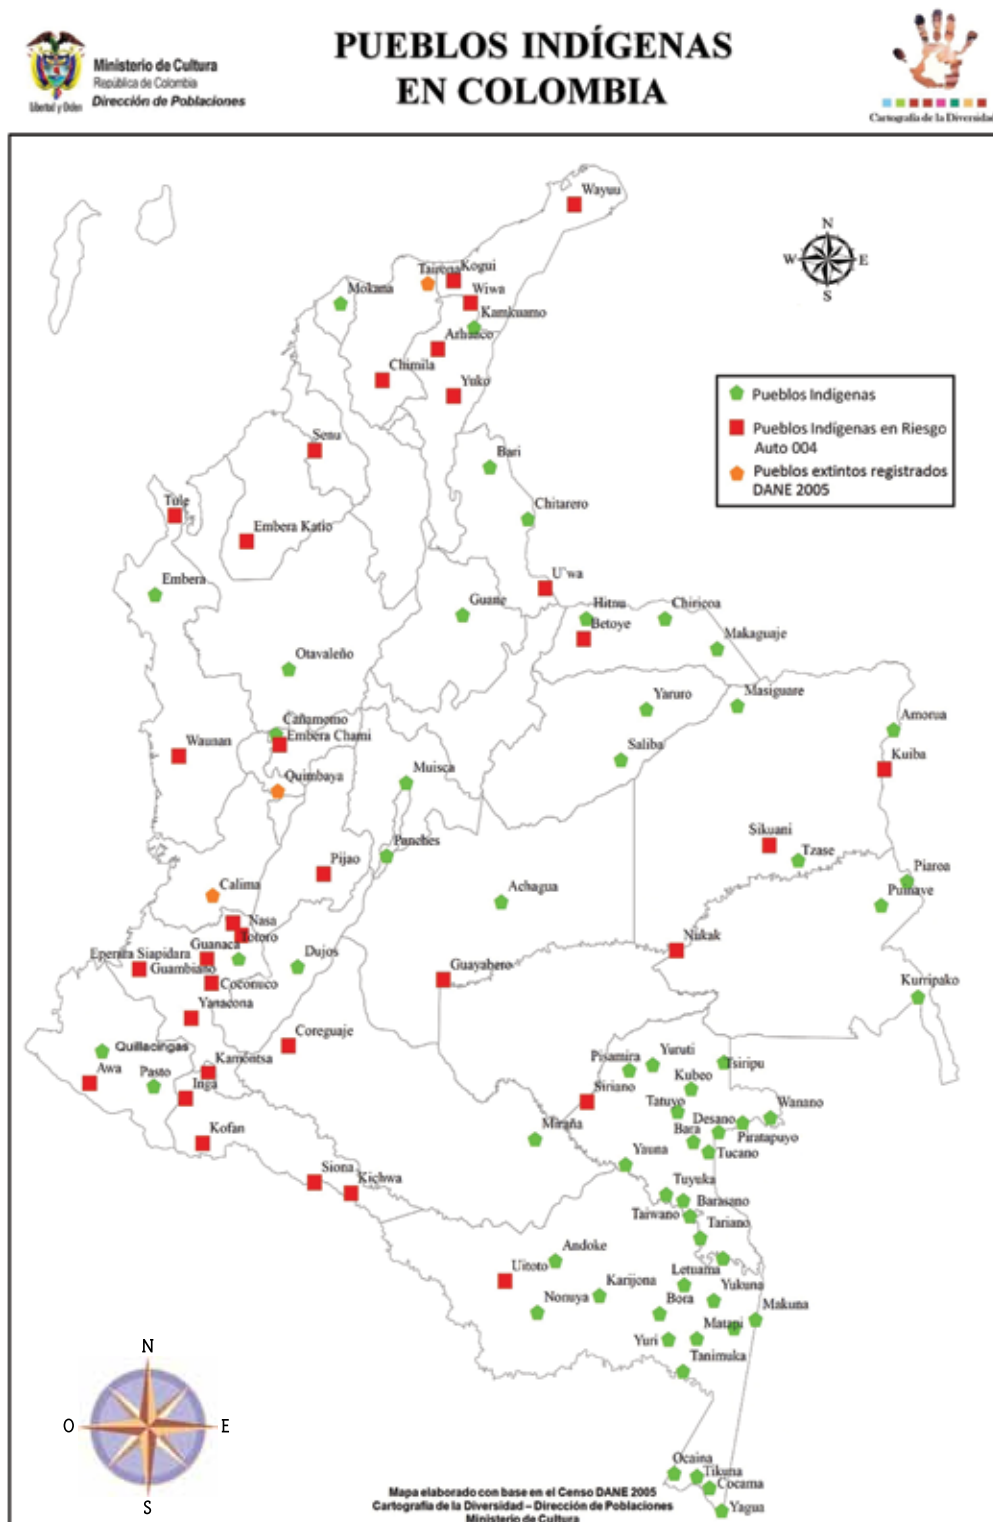 Libertad y Orden
Ministerio de Cultura
República de Colombia
Dirección de Poblaciones
PUEBLOS INDÍGENAS
EN COLOMBIA
Cartografía de la Diversidad
N
W
E
S
Pueblos Indígenas
Pueblos Indígenas en Riesgo
Auto 004
Pueblos extintos registrados
DANE 2005
Wayuu
Tairona
Kogui
Mokana
Wiwa
Kamkuamo
Arhuaco
Chimila
Yuko
Senu
Bari
Tule
Chitarero
Embera Katío
Embera
U'wa
Guane
Hitnu
Chiricoa
Betoye
Makaguaje
Otavaleño
Yaruro
Masiguare
Cañamomo
Embera Chami
Waunan
Saliba
Amorua
Kuiba
Quimbaya
Muisca
Panches
Sikuani
Tzase
Pijao
Piaroa
Calima
Achagua
Puinave
Nasa
Totoro
Guanaca
Nukak
Eperara Siapidara
Guambiano
Dujos
Guayabero
Coconuco
Kurripako
Yanacona
Coreguaje
Quillacingas
Kamëntsa
Awa
Pasto
Inga
Pisamira
Yuruti
Tsiripu
Kubeo
Siriano
Tatuyo
Desano
Wanano
Piratapuyo
Kofan
Miraña
Bara
Tucano
Yauna
Siona
Kichwa
Tuyuka
Barasano
Taiwano
Tariano
Andoke
Uitoto
Letuama
Karijona
Yukuna
Nonuya
Bora
Makuna
Matapi
Yuri
Tanimuka
N
O
E
S
Ocaina
Tikuna
Cocama
Yagua
Mapa elaborado con base en el Censo DANE 2005
Cartografía de la Diversidad – Dirección de Poblaciones
Ministerio de Cultura